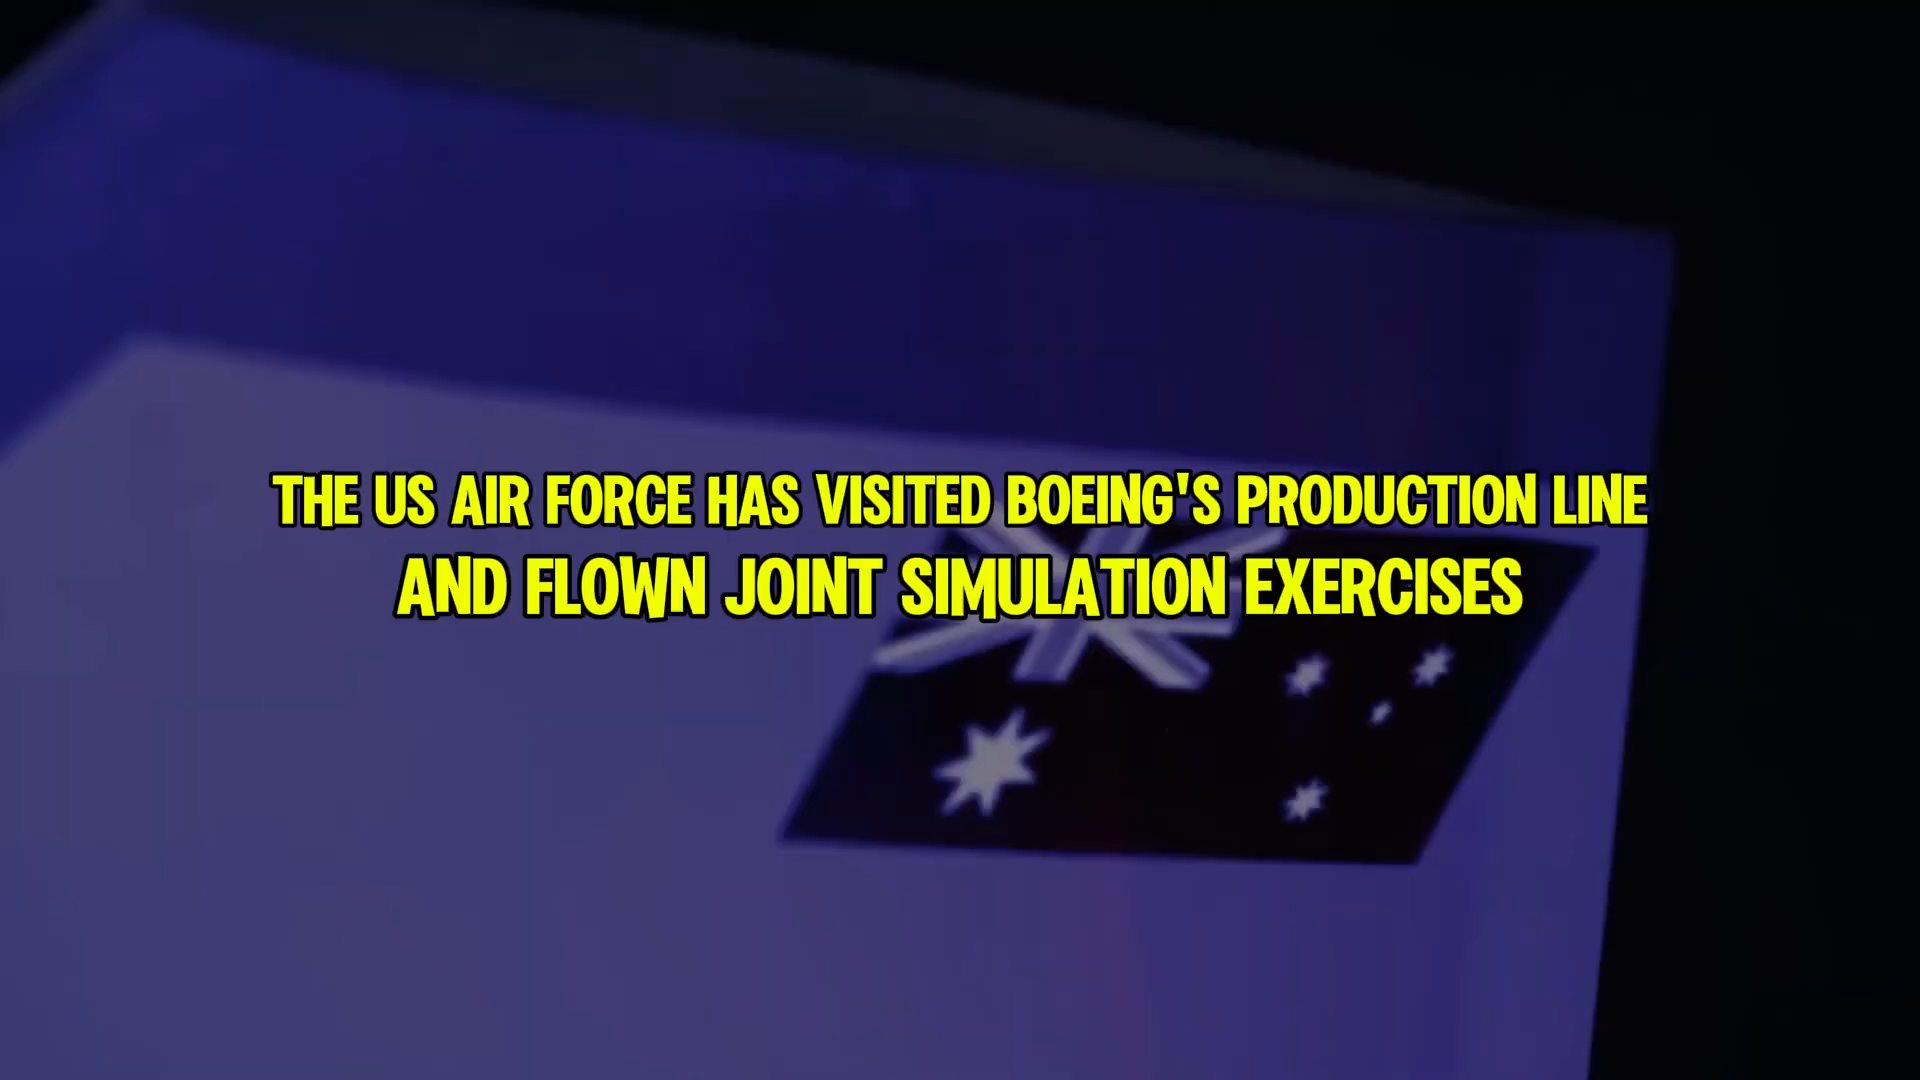 THE US AIR FORCE HAS VISITED BOEING'S PRODUCTION LINE
AND FLOWN JOINT SIMULATION EXERCISES